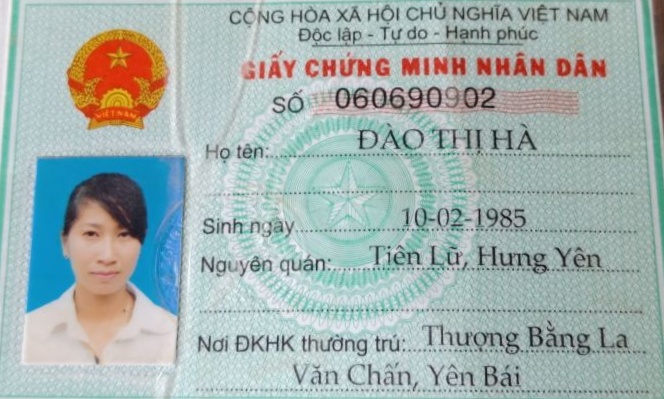 CỘNG HÒA XÃ HỘI CHỦ NGHĨA VIỆT NAM
Độc lập - Tự do - Hạnh phúc
GIẤY CHỨNG MINH NHÂN DÂN
SỐ 060690902
VIỆT NAM
Họ tên: ĐÀO THỊ HÀ
Sinh ngày 10-02-1985
Nguyên quán: Tiên Lữ, Hưng Yên
Nơi ĐKHK thường trú: Thượng Bằng La
Văn Chấn, Yên Bái